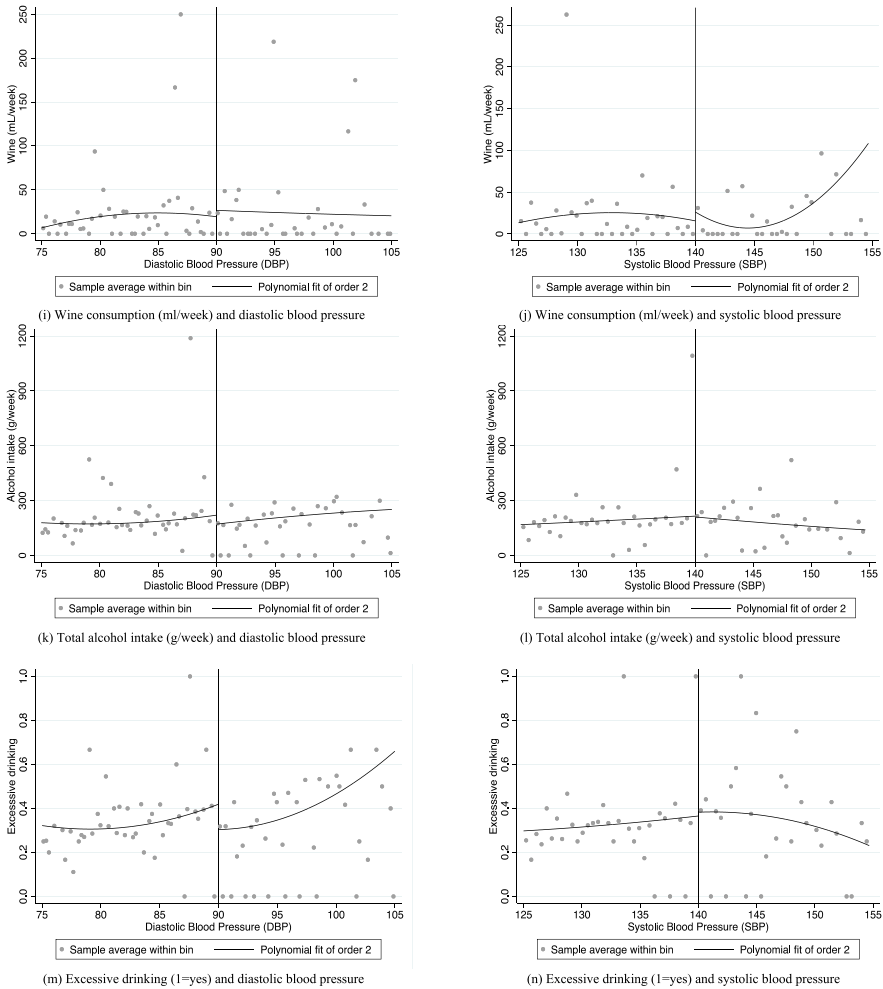 250
200
150
100
50
0
Wine (mL/week)
75 80 85 90 95 100 105
Diastolic Blood Pressure (DBP)
Sample average within bin Polynomial fit of order 2
(i) Wine consumption (ml/week) and diastolic blood pressure
250
200
150
100
50
0
Wine (mL/week)
125 130 135 140 145 150 155
Systolic Blood Pressure (SBP)
Sample average within bin Polynomial fit of order 2
(j) Wine consumption (ml/week) and systolic blood pressure
1200
900
600
300
0
Alcohol intake (g/week)
75 80 85 90 95 100 105
Diastolic Blood Pressure (DBP)
Sample average within bin Polynomial fit of order 2
(k) Total alcohol intake (g/week) and diastolic blood pressure
1200
900
600
300
0
Alcohol intake (g/week)
125 130 135 140 145 150 155
Systolic Blood Pressure (SBP)
Sample average within bin Polynomial fit of order 2
(l) Total alcohol intake (g/week) and systolic blood pressure
1.0
0.8
0.6
0.4
0.2
0.0
Excesssive drinking
75 80 85 90 95 100 105
Diastolic Blood Pressure (DBP)
Sample average within bin Polynomial fit of order 2
(m) Excessive drinking (1=yes) and diastolic blood pressure
1.0
0.8
0.6
0.4
0.2
0.0
Excesssive drinking
125 130 135 140 145 150 155
Systolic Blood Pressure (SBP)
Sample average within bin Polynomial fit of order 2
(n) Excessive drinking (1=yes) and systolic blood pressure